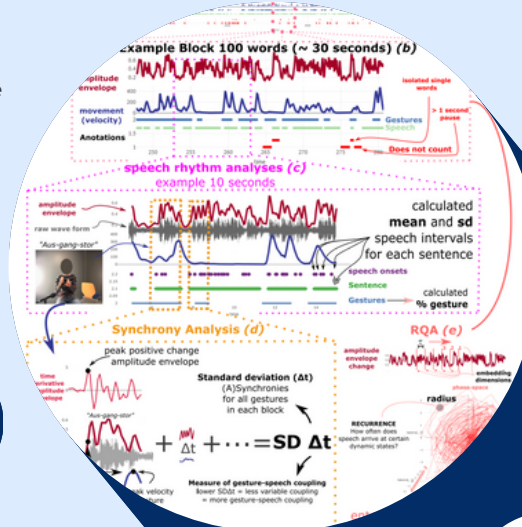 Example Block 100 words (~ 30 seconds) (b)
amplitude
envelope
isolated single
words
movement
(velocity)
> 1 second
pause
Gestures
Speech
Anotations
Does not count
speech rhythm analyses (c)
example 10 seconds
amplitude
envelope
raw wave form
"Aus-gang-stor"
calculated
mean and sd
speech intervals
for each sentence
speech onsets
Sentence
Gestures
calculated
% gesture
Synchrony Analysis (d)
RQA (e)
peak positive change
amplitude envelope
amplitude
envelope
change
embedding
dimensions
phase-space
time
derivative
amplitude
envelope
Standard deviation (Δt)
(A)Synchronies
for all gestures
in each block
radius
"Aus-gang-stor"
RECURRENCE
How often does
speech arrive at certain
dynamic states?
+ Δt + ··· = SD Δt
peak velocity
Measure of gesture-speech coupling
lower SDΔt = less variable coupling
= more gesture-speech coupling